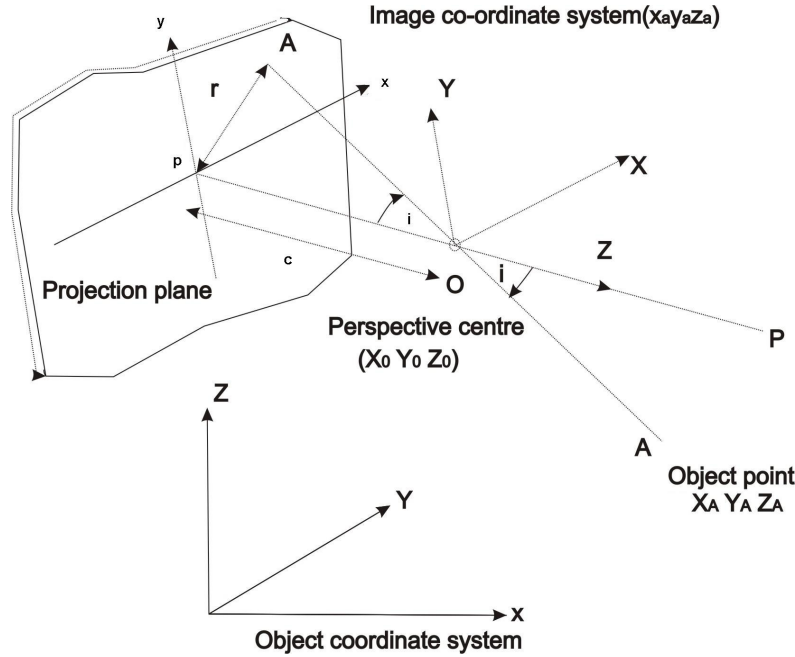 Image co-ordinate system(xayaza)
y
A
r
x
Y
p
X
i
Z
c
i
O
Projection plane
Perspective centre
(X0 Y0 Z0)
P
Z
A
Object point
XA YA ZA
Y
x
Object coordinate system